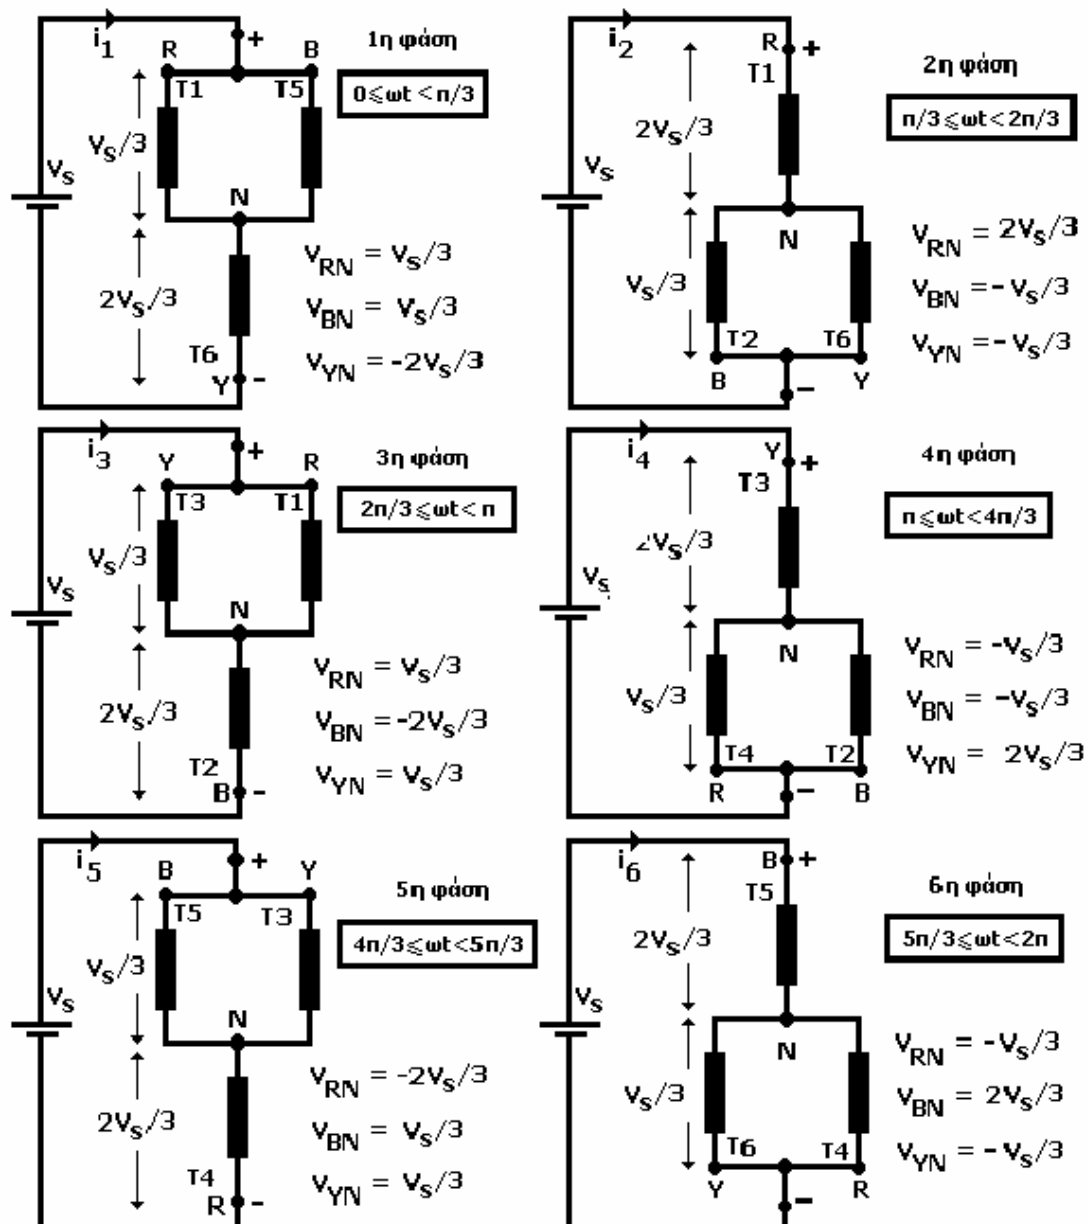 i1
+
1η φάση
R
B
T1
T5
0⩽ωt<π/3
Vs/3
Vs
N
2Vs/3
VRN = Vs/3
VBN = Vs/3
VYN = -2Vs/3
T6
Y
-
i2
R
+
T1
2η φάση
2Vs/3
π/3⩽ωt<2π/3
Vs
N
Vs/3
VRN = 2Vs/3
VBN = -Vs/3
VYN = -Vs/3
T2
T6
B
Y
-
i3
+
3η φάση
Y
R
T3
T1
2π/3⩽ωt<π
Vs/3
Vs
N
2Vs/3
VRN = Vs/3
VBN = -2Vs/3
VYN = Vs/3
T2
B
-
i4
Y
+
T3
4η φάση
2Vs/3
π⩽ωt<4π/3
Vs
N
Vs/3
VRN = -Vs/3
VBN = -Vs/3
VYN = 2Vs/3
T4
T2
R
B
-
i5
+
5η φάση
B
Y
T5
T3
4π/3⩽ωt<5π/3
Vs/3
Vs
N
2Vs/3
VRN = -2Vs/3
VBN = Vs/3
VYN = Vs/3
T4
R
-
i6
B
+
T5
6η φάση
2Vs/3
5π/3⩽ωt<2π
Vs
N
Vs/3
VRN = -Vs/3
VBN = 2Vs/3
VYN = -Vs/3
T6
T4
Y
R
-